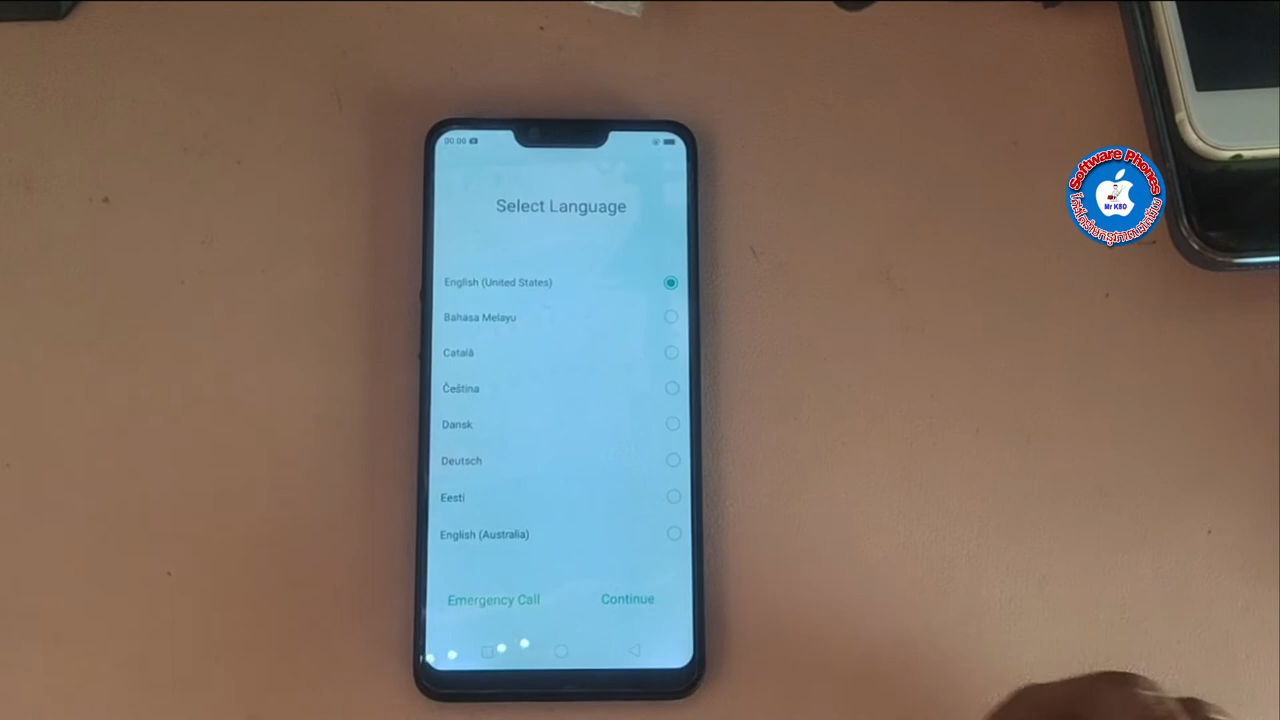 00:00
Select Language
English (United States)
Bahasa Melayu
Català
Čeština
Dansk
Deutsch
Eesti
English (Australia)
Emergency Call
Continue
Software Phones
Mr KBD